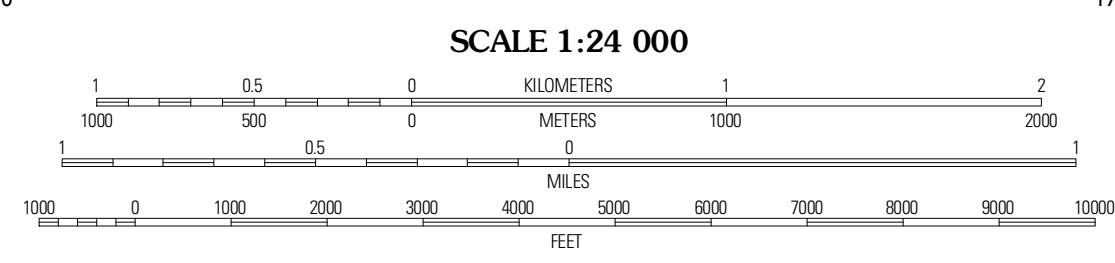 SCALE 1:24 000
1 0.5 0 KILOMETERS 1 2
1000 500 0 METERS 1000 2000
1 0.5 0 1
MILES
1000 0 1000 2000 3000 4000 5000 6000 7000 8000 9000 10000
FEET